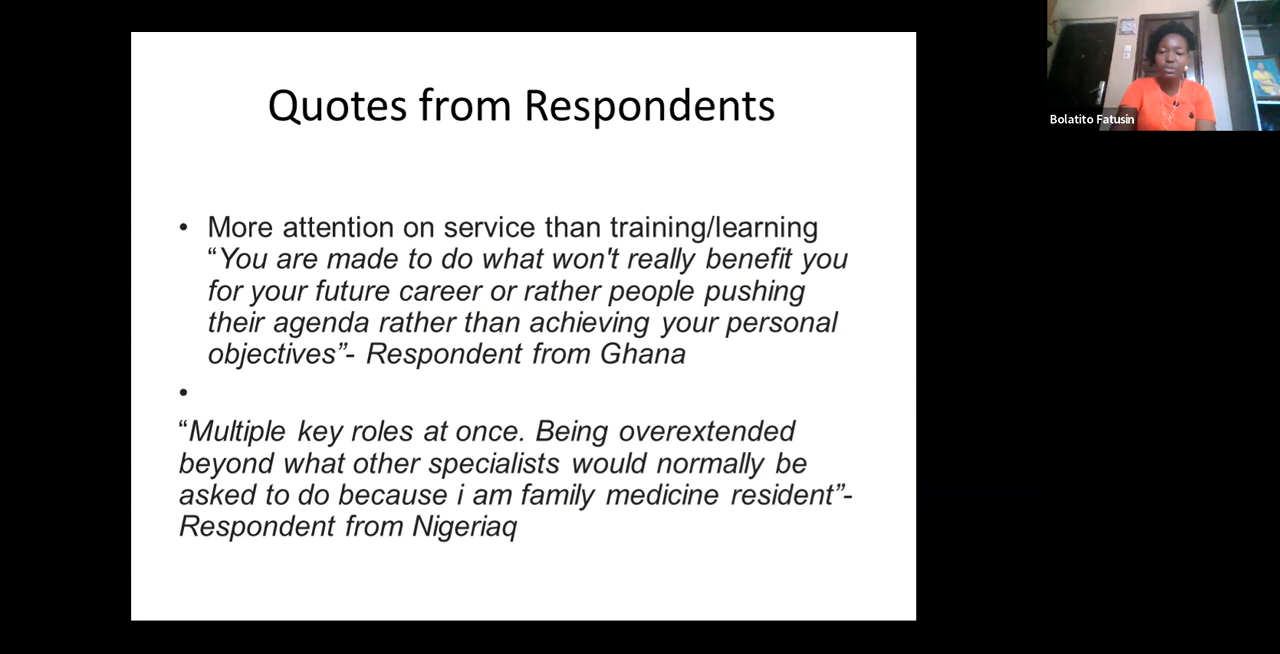 Quotes from Respondents
• More attention on service than training/learning
“You are made to do what won't really benefit you
for your future career or rather people pushing
their agenda rather than achieving your personal
objectives”- Respondent from Ghana
•
“Multiple key roles at once. Being overextended
beyond what other specialists would normally be
asked to do because i am family medicine resident”-
Respondent from Nigeriaq
Bolatito Fatusin